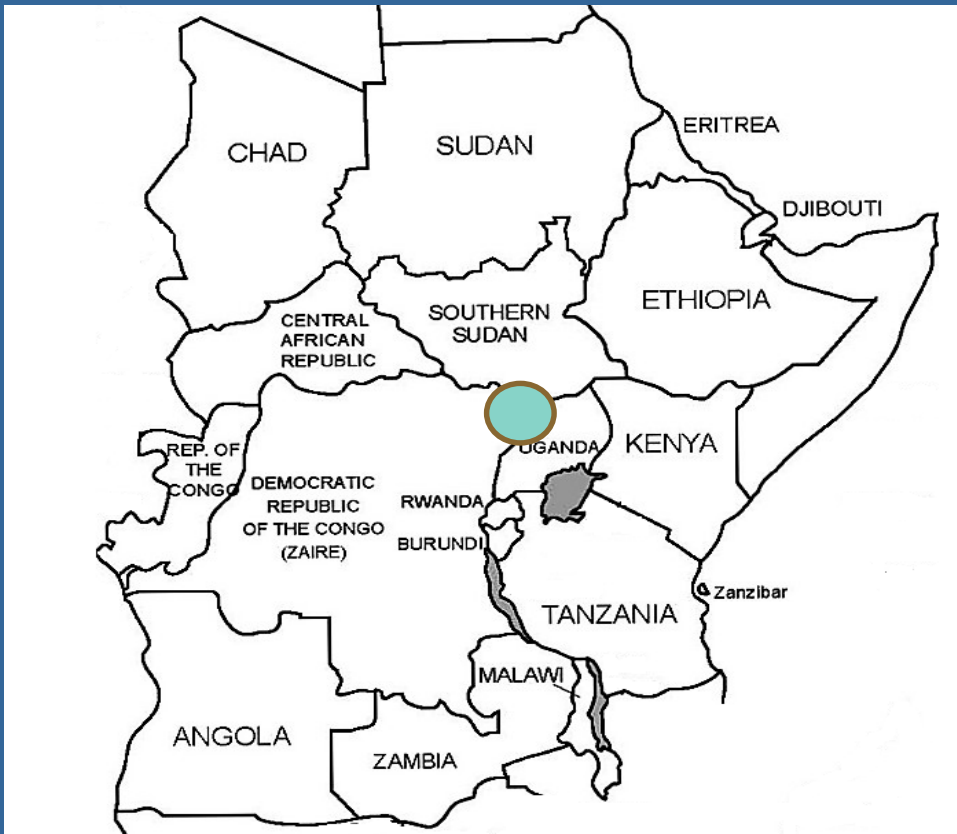 CHAD
SUDAN
ERITREA
DJIBOUTI
ETHIOPIA
SOUTHERN
SUDAN
CENTRAL
AFRICAN
REPUBLIC
UGANDA
KENYA
REP. OF
THE
CONGO
DEMOCRATIC
REPUBLIC
OF THE CONGO
(ZAIRE)
RWANDA
BURUNDI
TANZANIA
Zanzibar
MALAWI
ANGOLA
ZAMBIA